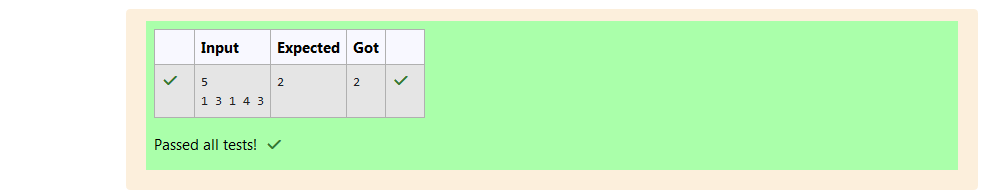 Input Expected Got
5 2 2
1 3 1 4 3
Passed all tests!